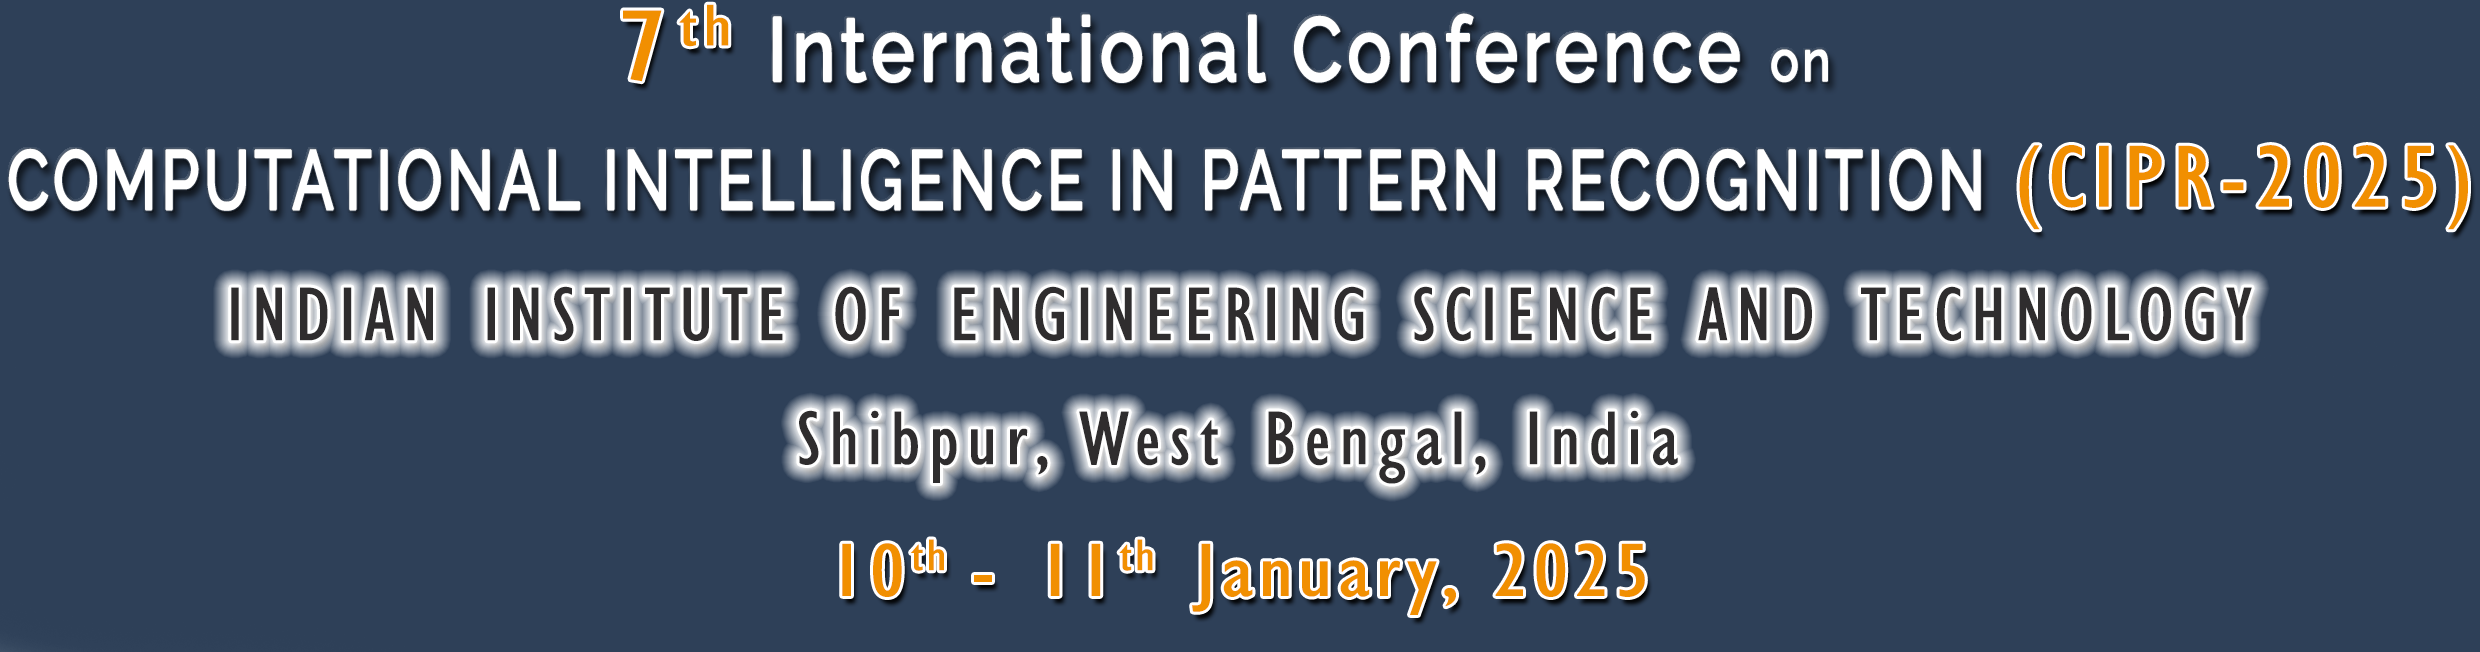 7th International Conference on
COMPUTATIONAL INTELLIGENCE IN PATTERN RECOGNITION (CIPR-2025)
INDIAN INSTITUTE OF ENGINEERING SCIENCE AND TECHNOLOGY
Shibpur, West Bengal, India
10th - 11th January, 2025